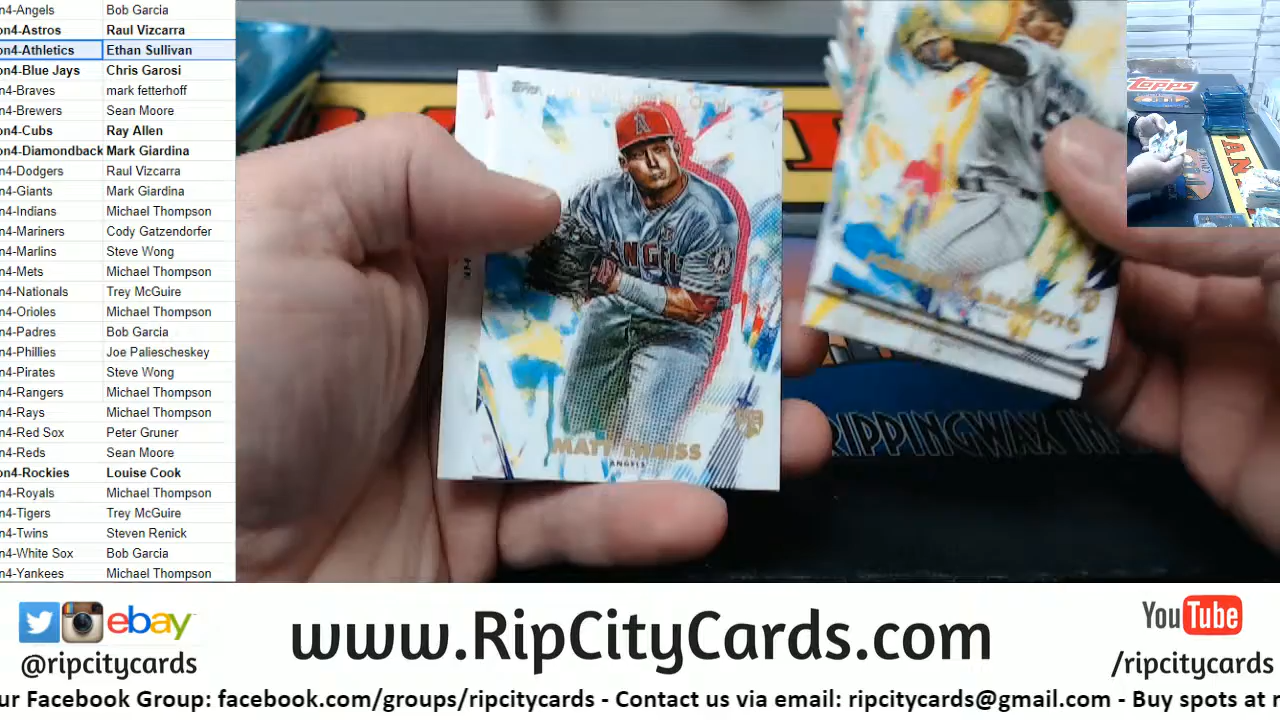 n4-Angels Bob Garcia
on4-Astros Raul Vizcarra
on4-Athletics Ethan Sullivan
on4-Blue Jays Chris Garosi
n4-Braves mark fetterhoff
n4-Brewers Sean Moore
on4-Cubs Ray Allen
on4-Diamondback Mark Giardina
n4-Dodgers Raul Vizcarra
n4-Giants Mark Giardina
n4-Indians Michael Thompson
n4-Mariners Cody Gatzendorfer
n4-Marlins Steve Wong
n4-Mets Michael Thompson
n4-Nationals Trey McGuire
n4-Orioles Michael Thompson
n4-Padres Bob Garcia
n4-Phillies Joe Paliescheskey
n4-Pirates Steve Wong
n4-Rangers Michael Thompson
n4-Rays Michael Thompson
n4-Red Sox Peter Gruner
n4-Reds Sean Moore
on4-Rockies Louise Cook
n4-Royals Michael Thompson
n4-Tigers Trey McGuire
n4-Twins Steven Renick
n4-White Sox Bob Garcia
n4-Yankees Michael Thompson
Topps
A
ANGEL
MATT THAISS
ANGELS
YAMAMOTO
RIPPINGWAX IN
Topps
ebay
@ripcitycards
www.RipCityCards.com
YouTube
/ripcitycards
ur Facebook Group: facebook.com/groups/ripcitycards - Contact us via email: ripcitycards@gmail.com - Buy spots at r